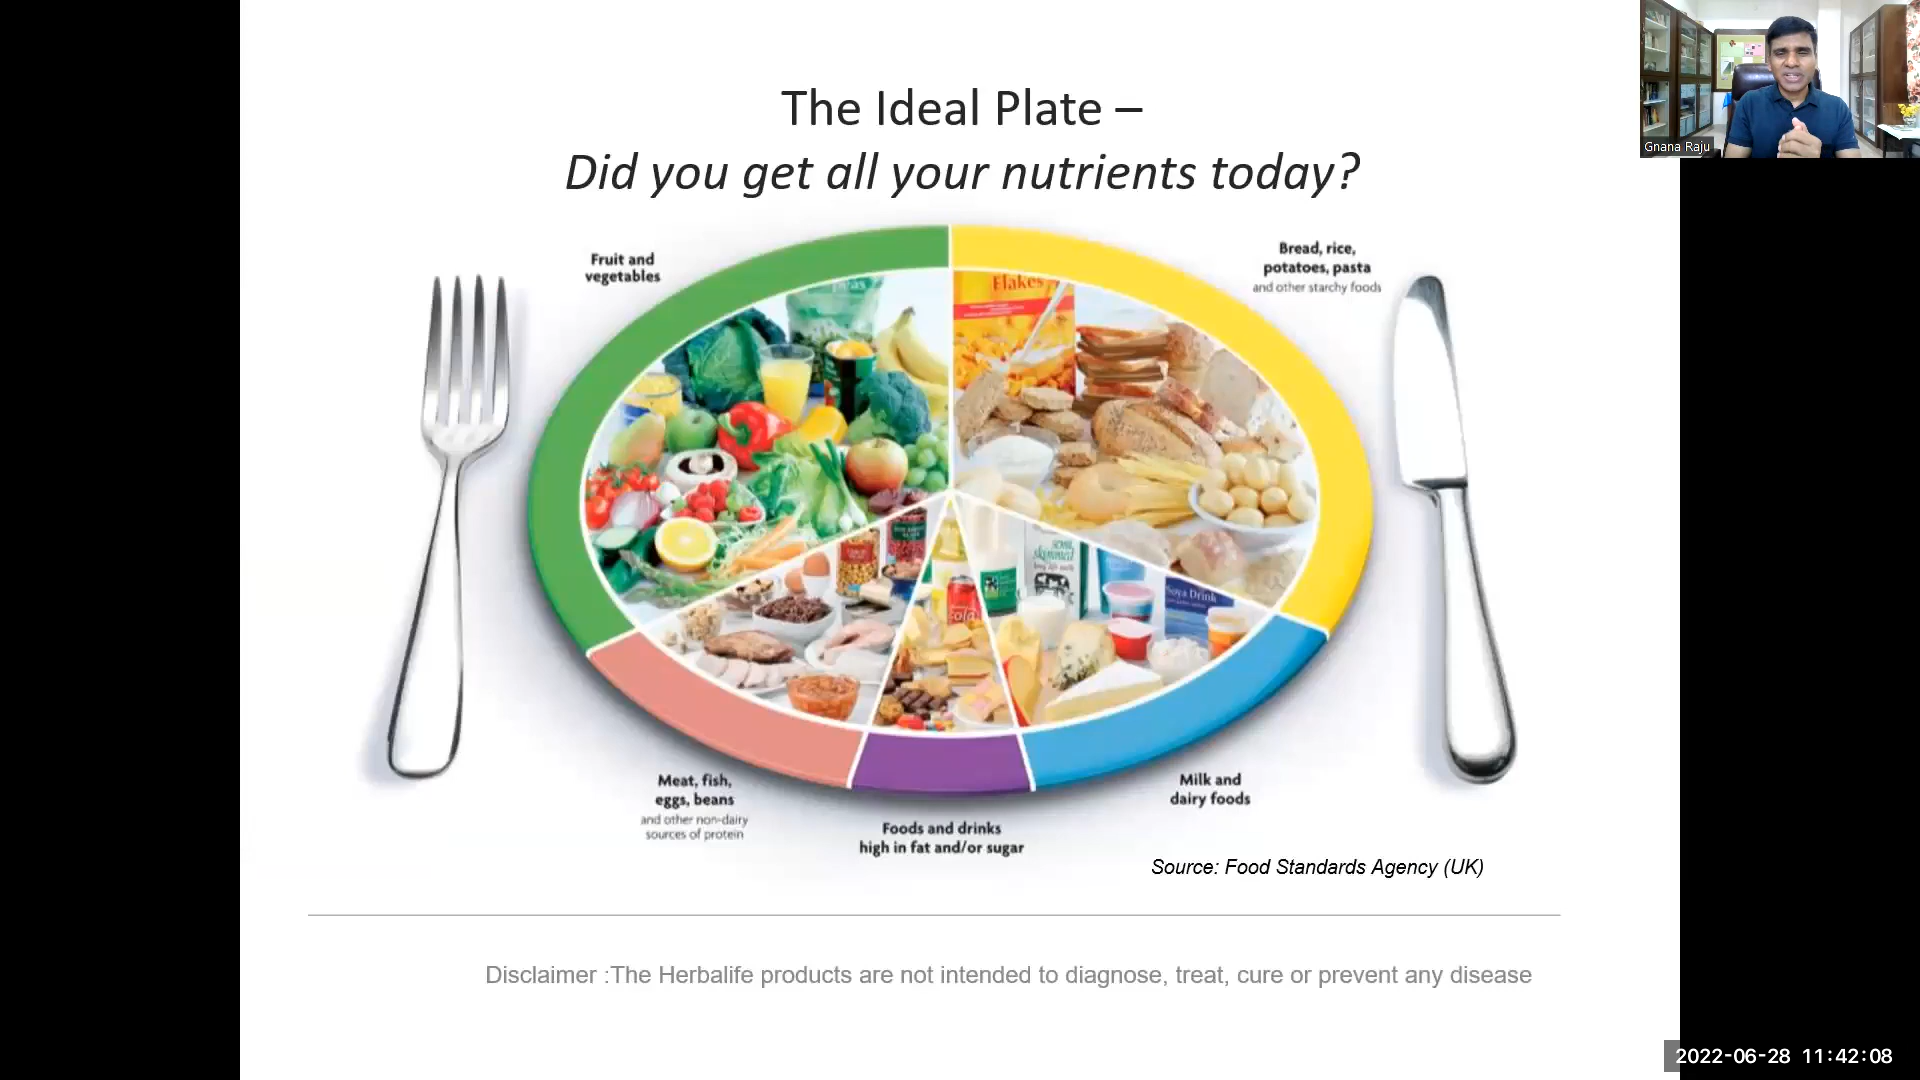 The Ideal Plate –
Did you get all your nutrients today?
Gnana Raju
Fruit and
vegetables
Bread, rice,
potatoes, pasta
and other starchy foods
peas
Flakes
semi
skimmed
Soya Drink
cola
Meat, fish,
eggs, beans
and other non-dairy
sources of protein
Foods and drinks
high in fat and/or sugar
Milk and
dairy foods
Source: Food Standards Agency (UK)
Disclaimer :The Herbalife products are not intended to diagnose, treat, cure or prevent any disease
2022-06-28 11:42:08